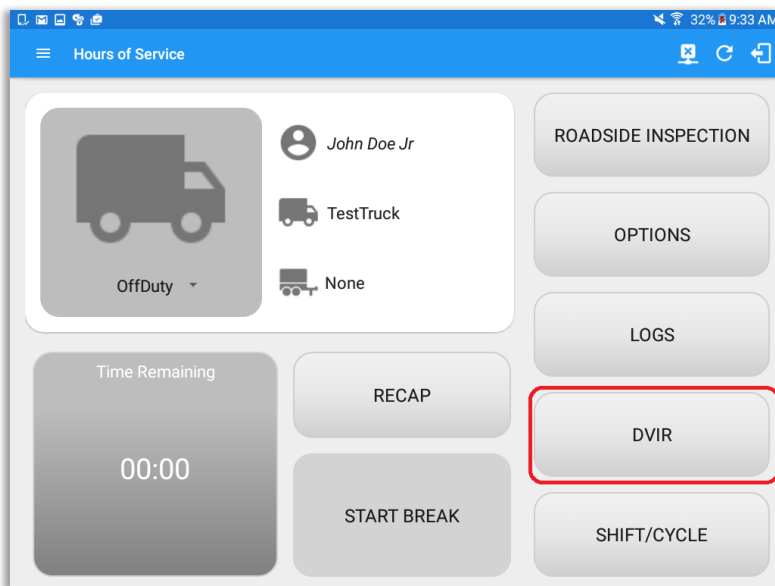 32% 9:33 AM
Hours of Service
John Doe Jr
TestTruck
None
OffDuty
Time Remaining
00:00
RECAP
START BREAK
ROADSIDE INSPECTION
OPTIONS
LOGS
DVIR
SHIFT/CYCLE